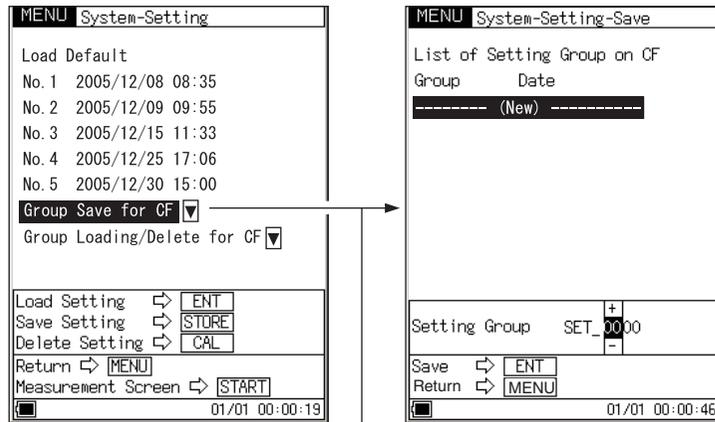 MENU System-Setting
Load Default
No.1 2005/12/08 08:35
No.2 2005/12/09 09:55
No.3 2005/12/15 11:33
No.4 2005/12/25 17:06
No.5 2005/12/30 15:00
Group Save for CF ▼
Group Loading/Delete for CF ▼
Load Setting ⇨ ENT
Save Setting ⇨ STORE
Delete Setting ⇨ CAL
Return ⇨ MENU
Measurement Screen ⇨ START
01/01 00:00:19
MENU System-Setting-Save
List of Setting Group on CF
Group Date
-------- (New) ----------
+
Setting Group SET_0000
-
Save ⇨ ENT
Return ⇨ MENU
01/01 00:00:46